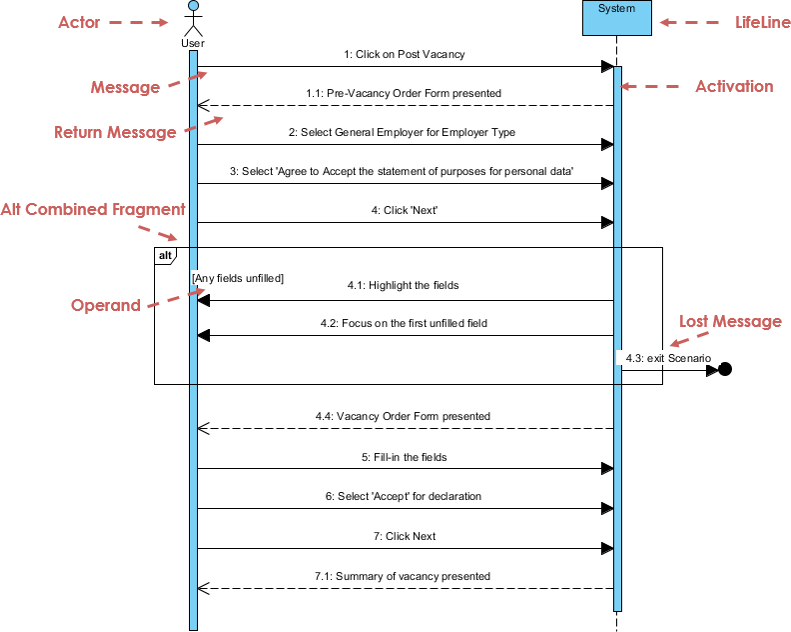 System
Actor
LifeLine
User
1: Click on Post Vacancy
Message
Activation
1.1: Pre-Vacancy Order Form presented
Return Message
2: Select General Employer for Employer Type
3: Select 'Agree to Accept the statement of purposes for personal data'
Alt Combined Fragment
4: Click 'Next'
alt
[Any fields unfilled]
4.1: Highlight the fields
Operand
4.2: Focus on the first unfilled field
Lost Message
4.3: exit Scenario
4.4: Vacancy Order Form presented
5: Fill-in the fields
6: Select 'Accept' for declaration
7: Click Next
7.1: Summary of vacancy presented